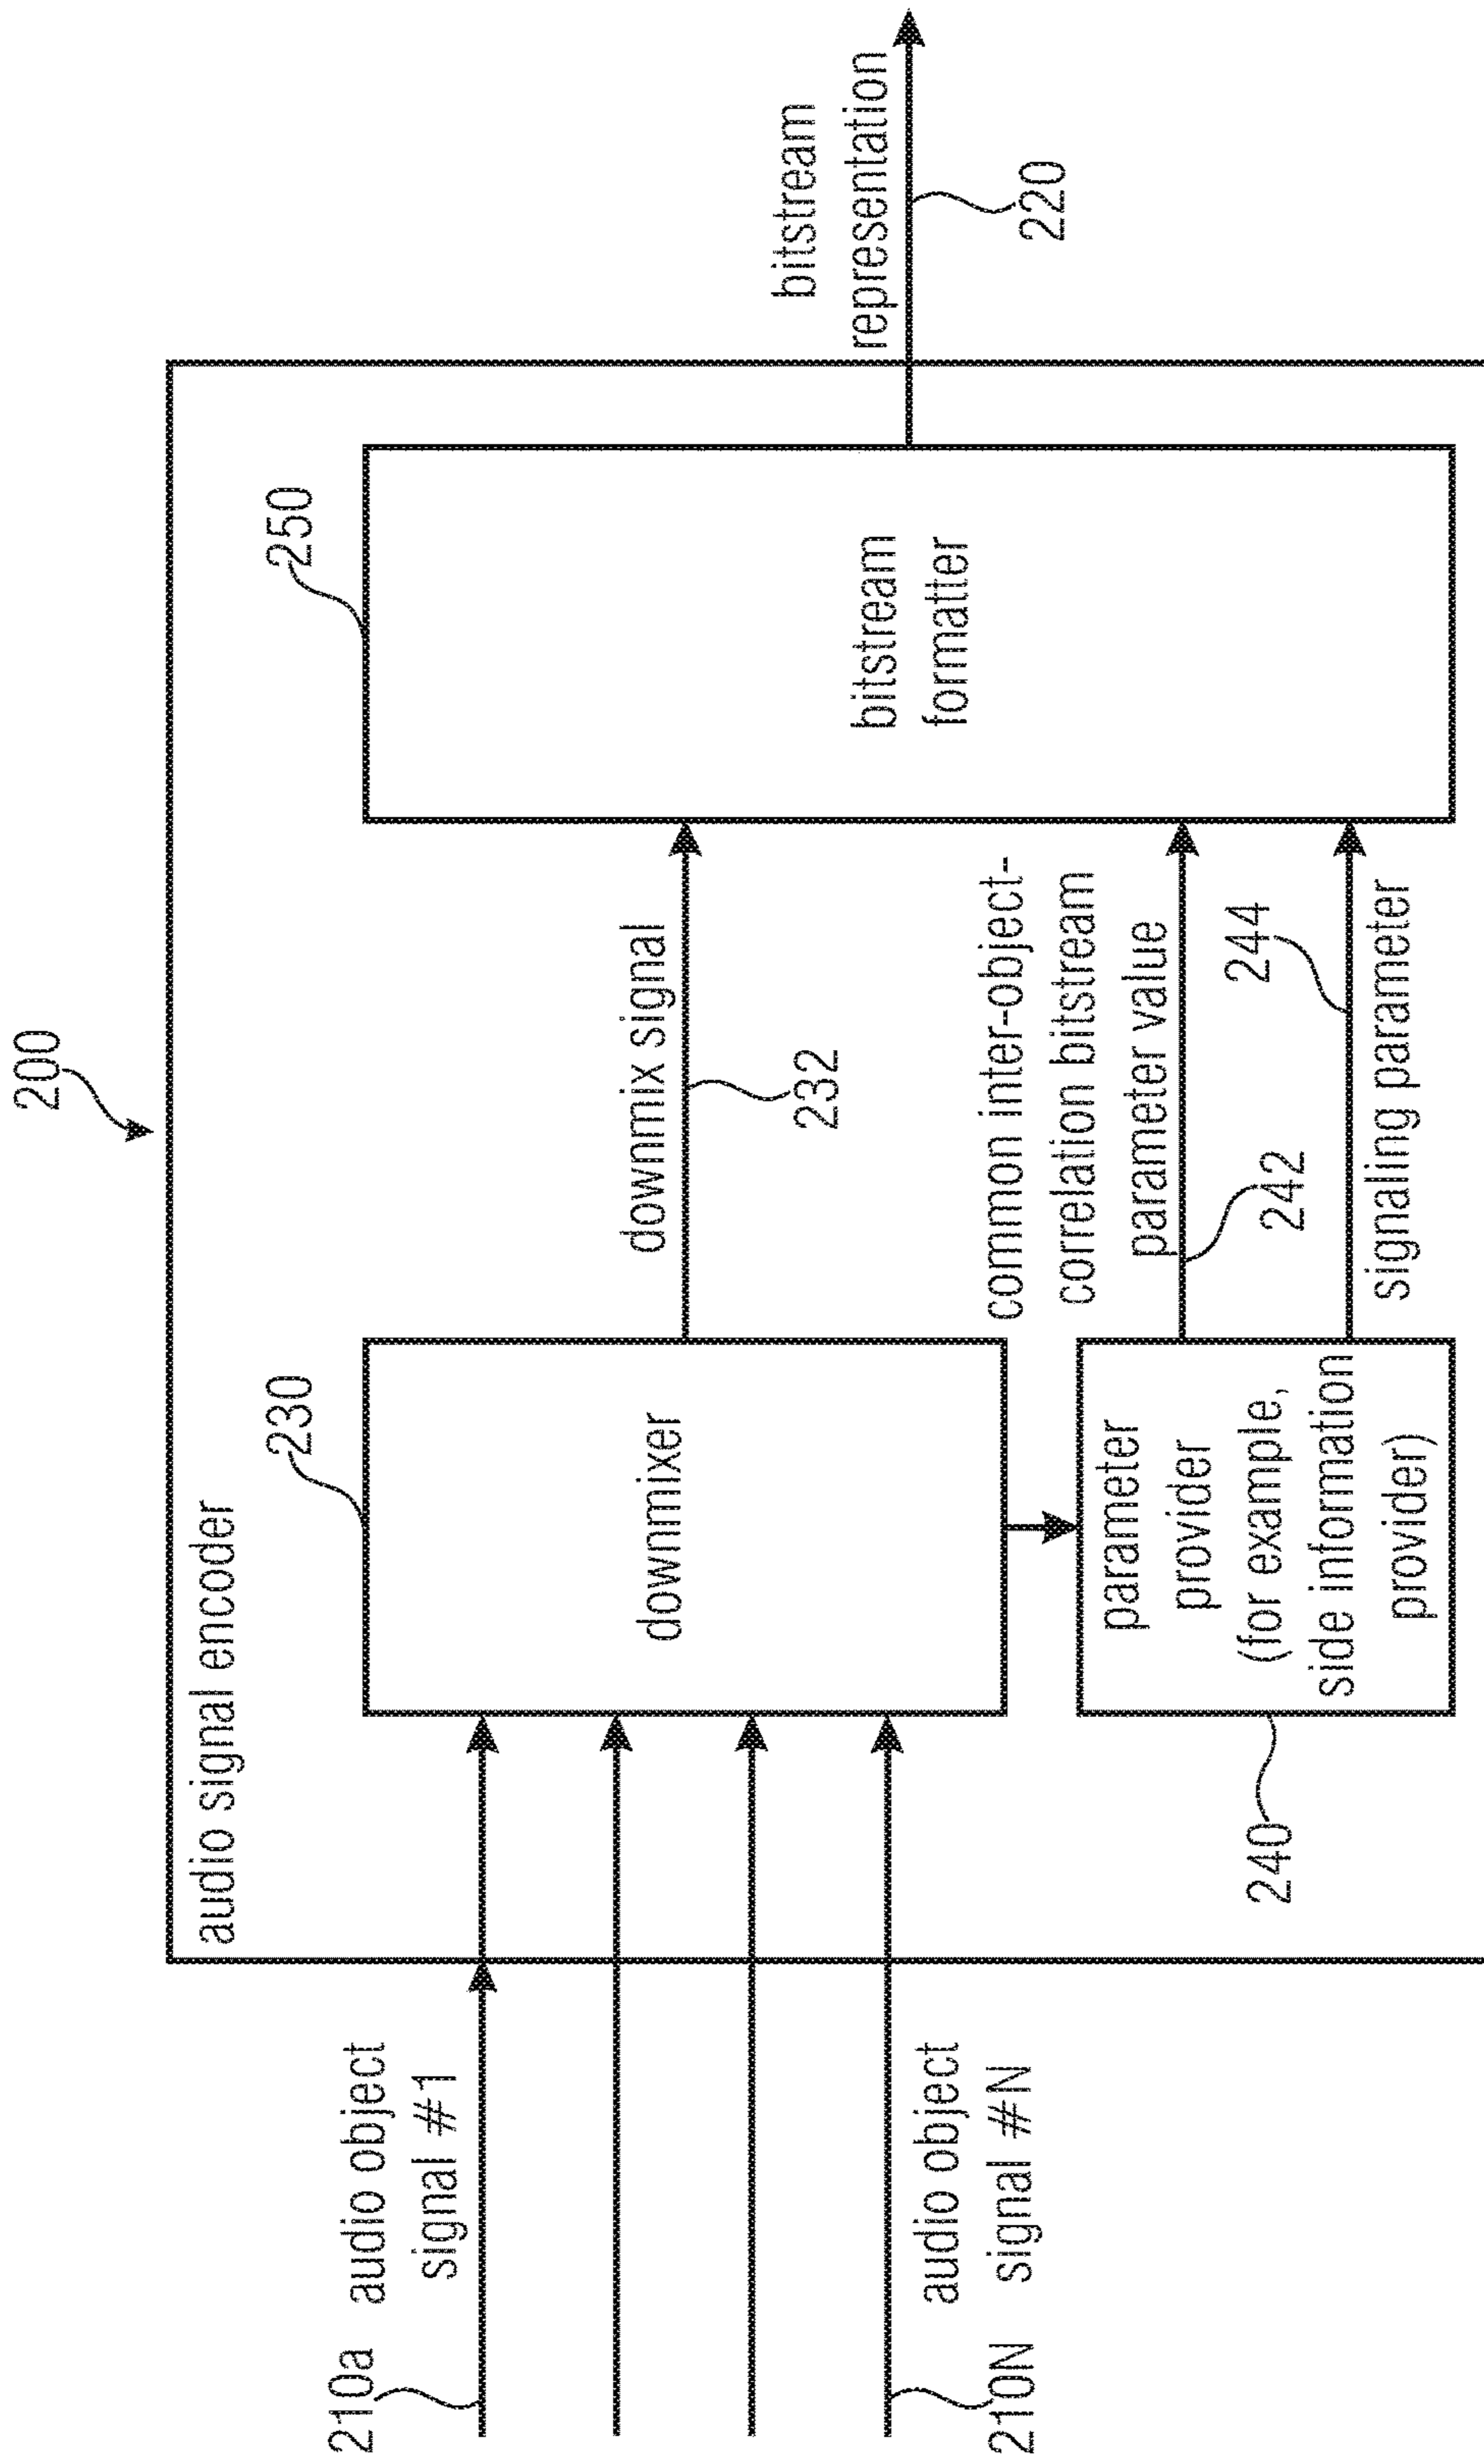 200
audio signal encoder
210a
audio object
signal #1
230
250
downmixer
downmix signal
232
bitstream
formatter
bitstream
representation
220
210N
audio object
signal #N
240
parameter
provider
(for example,
side information
provider)
common inter-object-
correlation bitstream
parameter value
242
244
signaling parameter